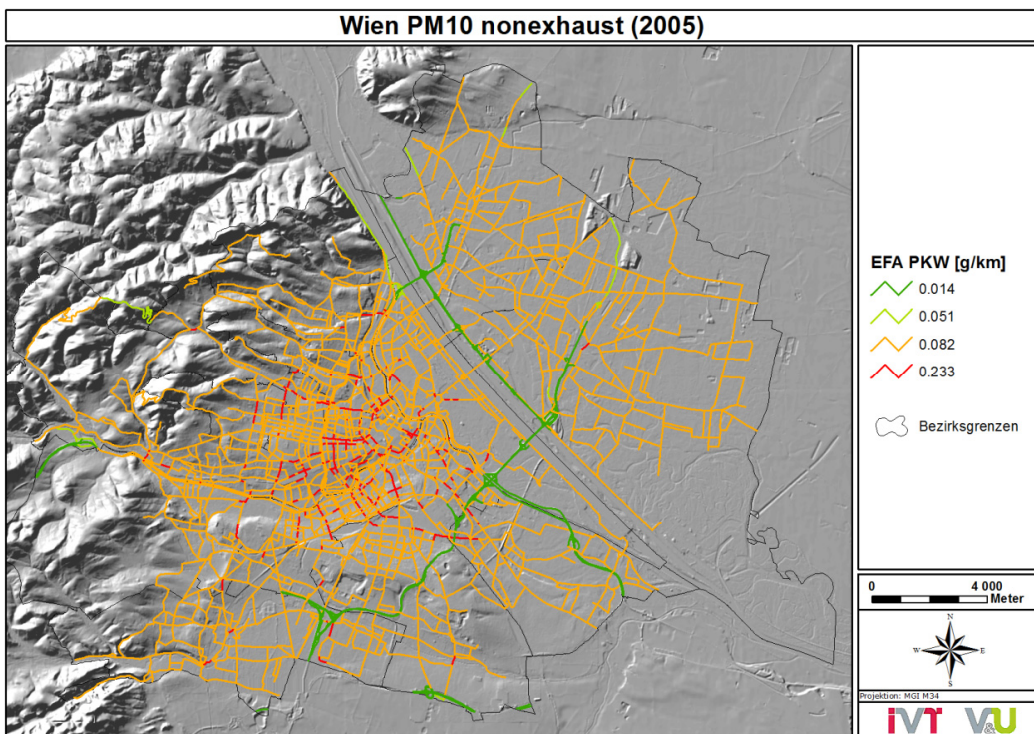 Wien PM10 nonexhaust (2005)
EFA PKW [g/km]
0.014
0.051
0.082
0.233
Bezirksgrenzen
0 4 000
Meter
N
W E
S
Projektion: MGI M34
iVT V&U